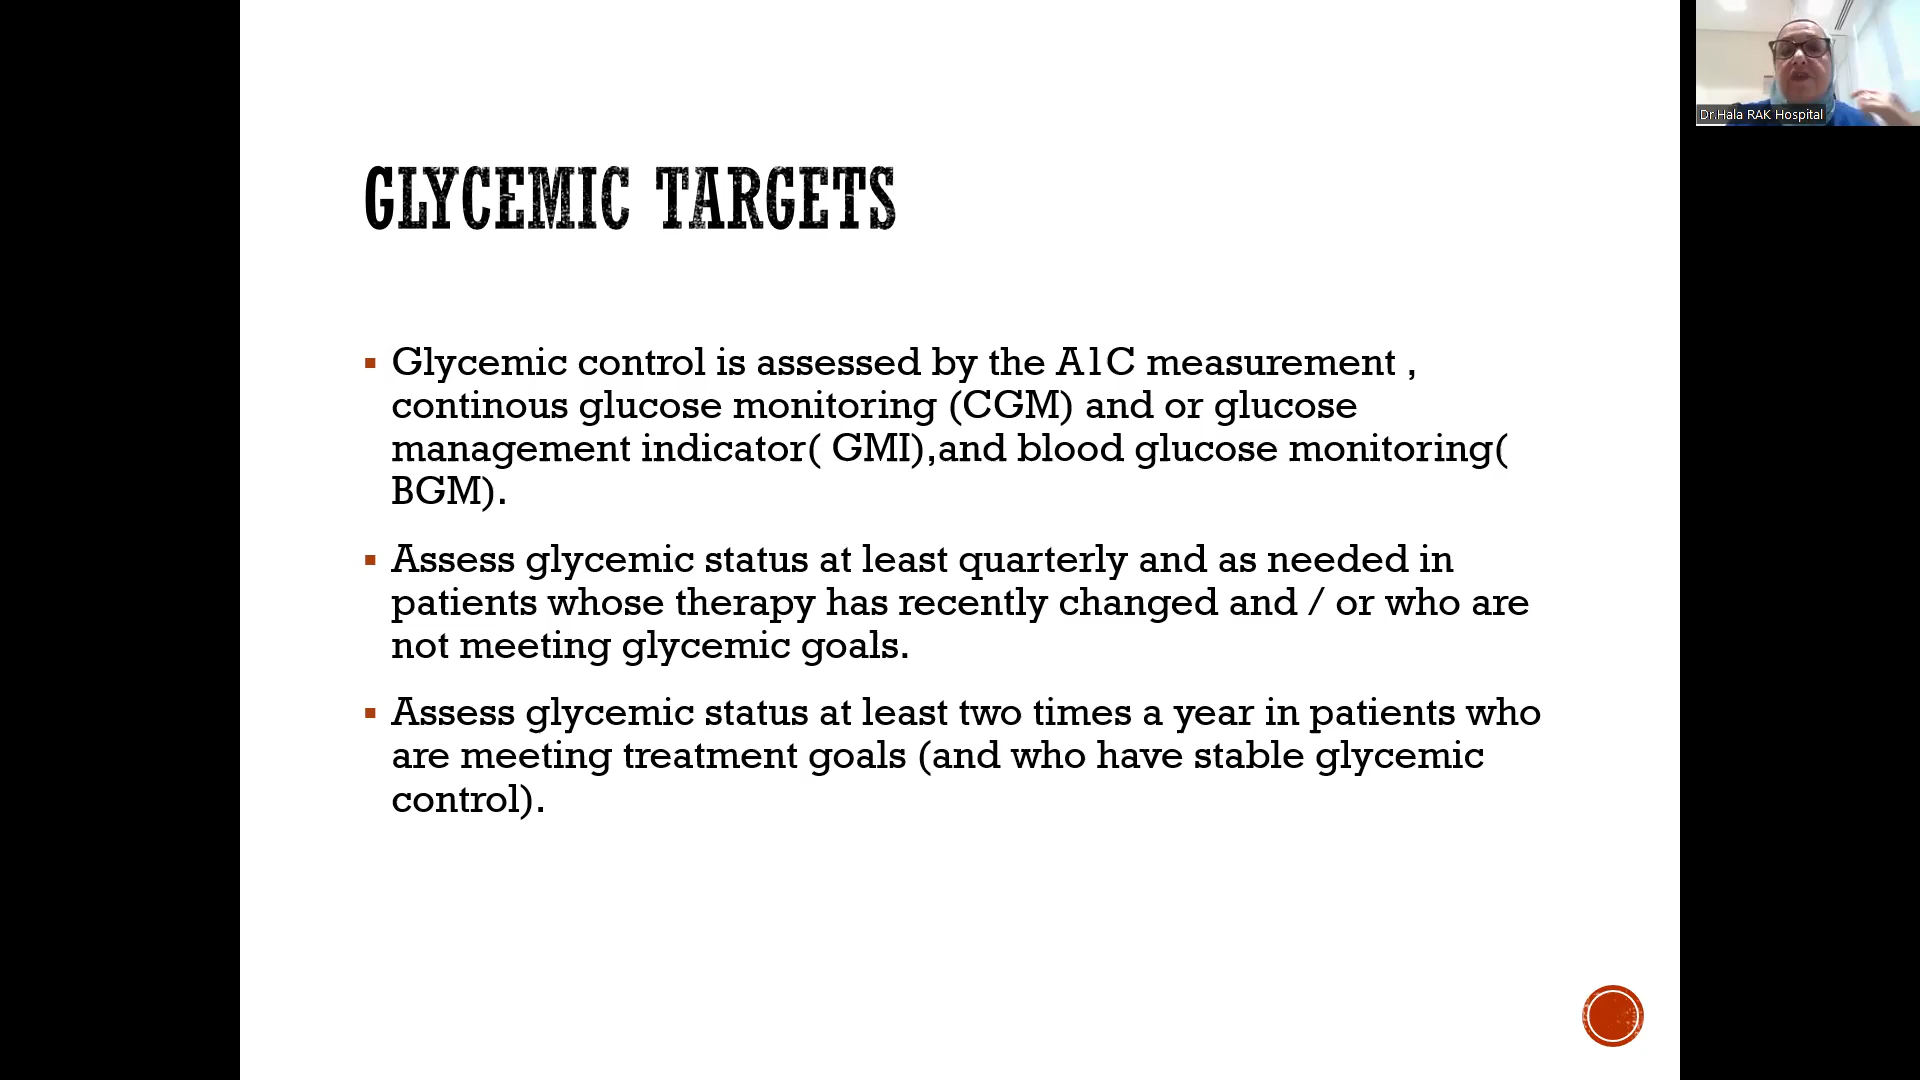 GLYCEMIC TARGETS
Glycemic control is assessed by the A1C measurement ,
continous glucose monitoring (CGM) and or glucose
management indicator( GMI),and blood glucose monitoring(
BGM).
Assess glycemic status at least quarterly and as needed in
patients whose therapy has recently changed and / or who are
not meeting glycemic goals.
Assess glycemic status at least two times a year in patients who
are meeting treatment goals (and who have stable glycemic
control).
Dr.Hala RAK Hospital